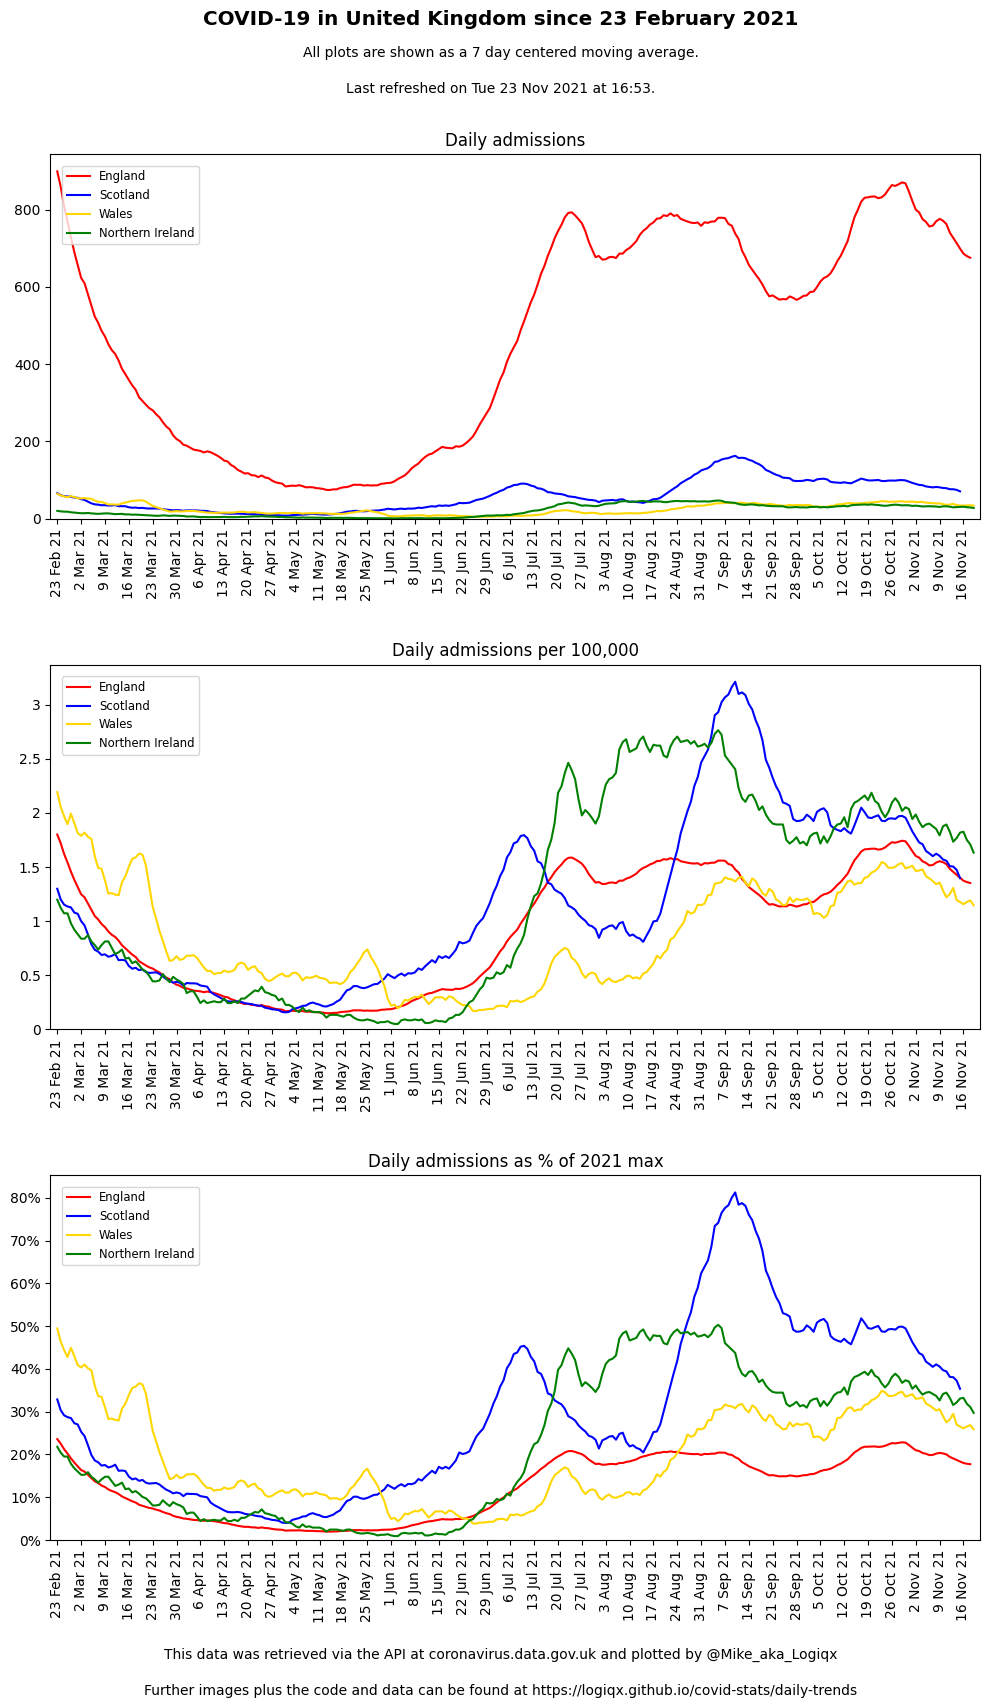 COVID-19 in United Kingdom since 23 February 2021
All plots are shown as a 7 day centered moving average.
Last refreshed on Tue 23 Nov 2021 at 16:53.
Daily admissions
England
Scotland
Wales
Northern Ireland
800
600
400
200
0
23 Feb 21
2 Mar 21
9 Mar 21
16 Mar 21
23 Mar 21
30 Mar 21
6 Apr 21
13 Apr 21
20 Apr 21
27 Apr 21
4 May 21
11 May 21
18 May 21
25 May 21
1 Jun 21
8 Jun 21
15 Jun 21
22 Jun 21
29 Jun 21
6 Jul 21
13 Jul 21
20 Jul 21
27 Jul 21
3 Aug 21
10 Aug 21
17 Aug 21
24 Aug 21
31 Aug 21
7 Sep 21
14 Sep 21
21 Sep 21
28 Sep 21
5 Oct 21
12 Oct 21
19 Oct 21
26 Oct 21
2 Nov 21
9 Nov 21
16 Nov 21
Daily admissions per 100,000
England
Scotland
Wales
Northern Ireland
3
2.5
2
1.5
1
0.5
0
23 Feb 21
2 Mar 21
9 Mar 21
16 Mar 21
23 Mar 21
30 Mar 21
6 Apr 21
13 Apr 21
20 Apr 21
27 Apr 21
4 May 21
11 May 21
18 May 21
25 May 21
1 Jun 21
8 Jun 21
15 Jun 21
22 Jun 21
29 Jun 21
6 Jul 21
13 Jul 21
20 Jul 21
27 Jul 21
3 Aug 21
10 Aug 21
17 Aug 21
24 Aug 21
31 Aug 21
7 Sep 21
14 Sep 21
21 Sep 21
28 Sep 21
5 Oct 21
12 Oct 21
19 Oct 21
26 Oct 21
2 Nov 21
9 Nov 21
16 Nov 21
Daily admissions as % of 2021 max
England
Scotland
Wales
Northern Ireland
80%
70%
60%
50%
40%
30%
20%
10%
0%
23 Feb 21
2 Mar 21
9 Mar 21
16 Mar 21
23 Mar 21
30 Mar 21
6 Apr 21
13 Apr 21
20 Apr 21
27 Apr 21
4 May 21
11 May 21
18 May 21
25 May 21
1 Jun 21
8 Jun 21
15 Jun 21
22 Jun 21
29 Jun 21
6 Jul 21
13 Jul 21
20 Jul 21
27 Jul 21
3 Aug 21
10 Aug 21
17 Aug 21
24 Aug 21
31 Aug 21
7 Sep 21
14 Sep 21
21 Sep 21
28 Sep 21
5 Oct 21
12 Oct 21
19 Oct 21
26 Oct 21
2 Nov 21
9 Nov 21
16 Nov 21
This data was retrieved via the API at coronavirus.data.gov.uk and plotted by @Mike_aka_Logiqx
Further images plus the code and data can be found at https://logiqx.github.io/covid-stats/daily-trends